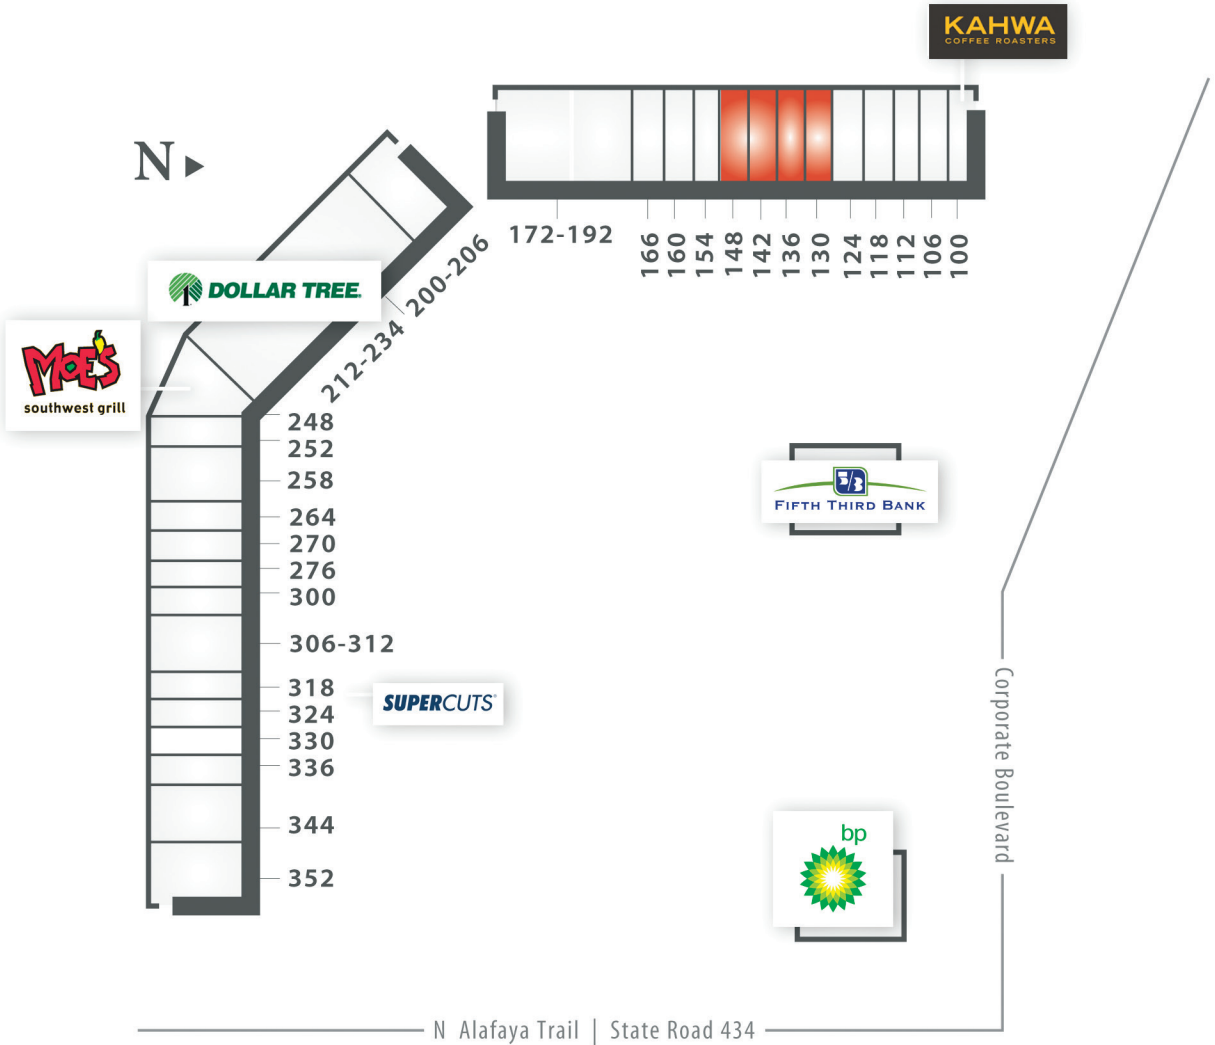 KAHWA
COFFEE ROASTERS
N
172-192
166
160
154
148
142
136
130
124
118
112
106
100
200-206
DOLLAR TREE.
212-234
MOE'S
southwest grill
248
252
258
264
270
276
300
306-312
318
324
330
336
344
352
SUPERCUTS®
FIFTH THIRD BANK
bp
Corporate Boulevard
N Alafaya Trail | State Road 434